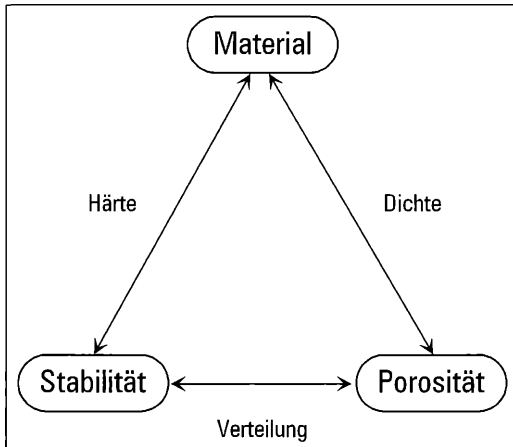 Material
Härte
Dichte
Stabilität
Porosität
Verteilung